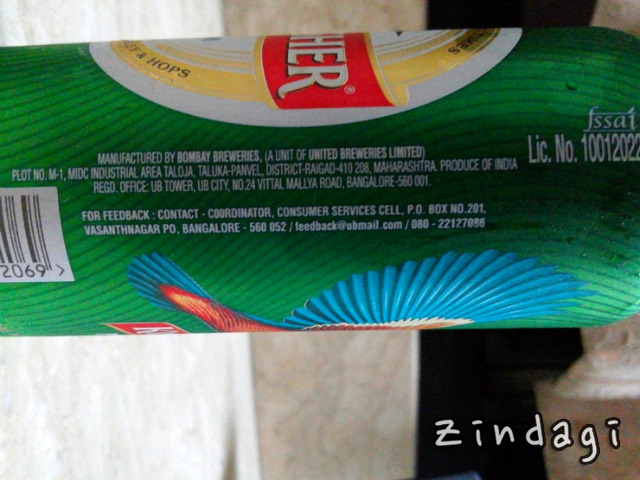 & HOPS
HER®
TIMES
fssai
Lic. No. 10012022
MANUFACTURED BY BOMBAY BREWERIES, (A UNIT OF UNITED BREWERIES LIMITED)
PLOT NO. M-1, MIDC INDUSTRIAL AREA TALOJA, TALUKA-PANVEL, DISTRICT-RAIGAD-410 208, MAHARASHTRA. PRODUCE OF INDIA
REGD. OFFICE: UB TOWER, UB CITY, NO.24 VITTAL MALLYA ROAD, BANGALORE-560 001.
FOR FEEDBACK : CONTACT - COORDINATOR, CONSUMER SERVICES CELL, P.O. BOX NO.201,
VASANTHNAGAR PO, BANGALORE - 560 052 / feedback@ubmail.com / 080 - 22127086
2069 >
K
Zindagi